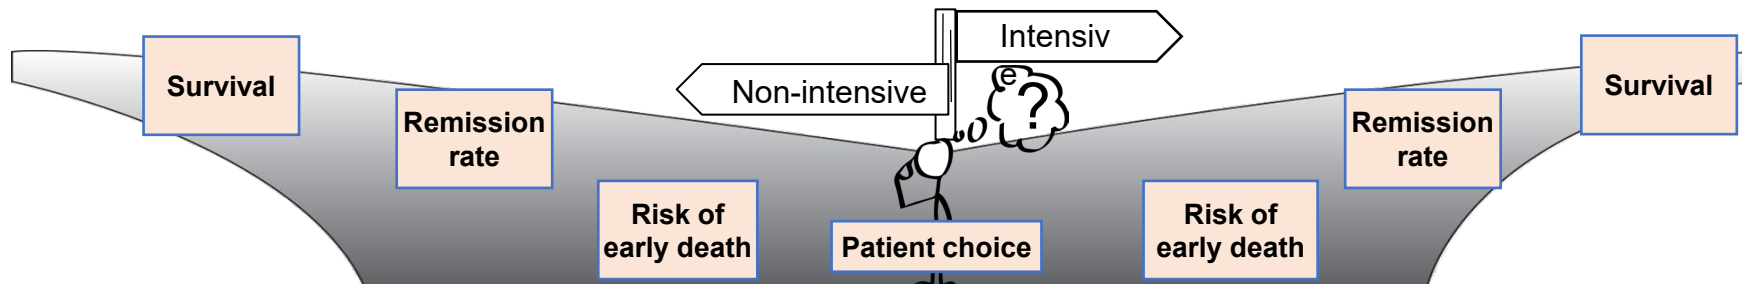 Intensiv
e
Non-intensive
?
Survival
Survival
Remission
rate
Remission
rate
Risk of
early death
Patient choice
Risk of
early death